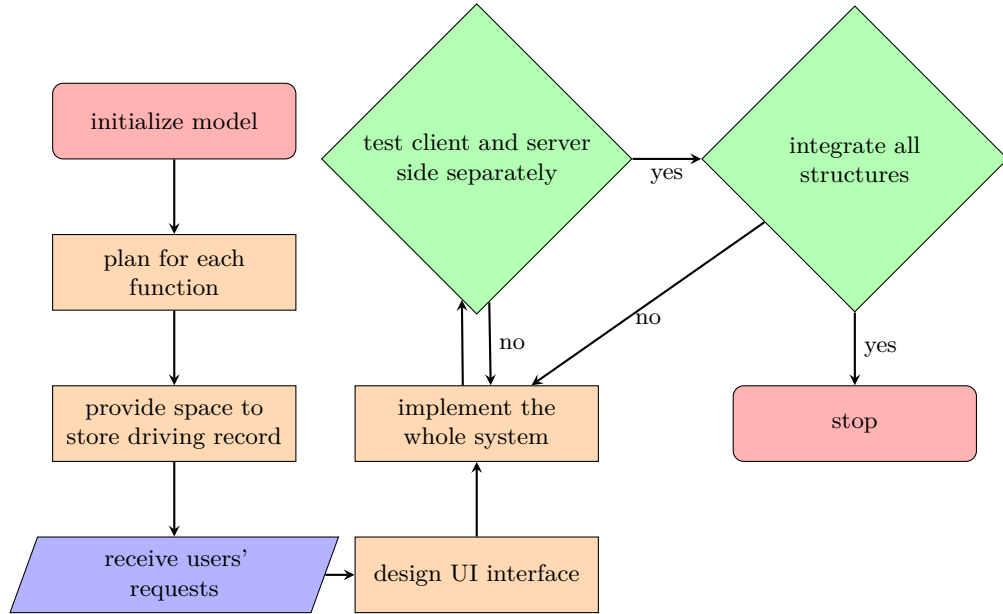 initialize model
plan for each
function
provide space to
store driving record
receive users’
requests
design UI interface
implement the
whole system
test client and server
side separately
yes
no
integrate all
structures
no
yes
stop